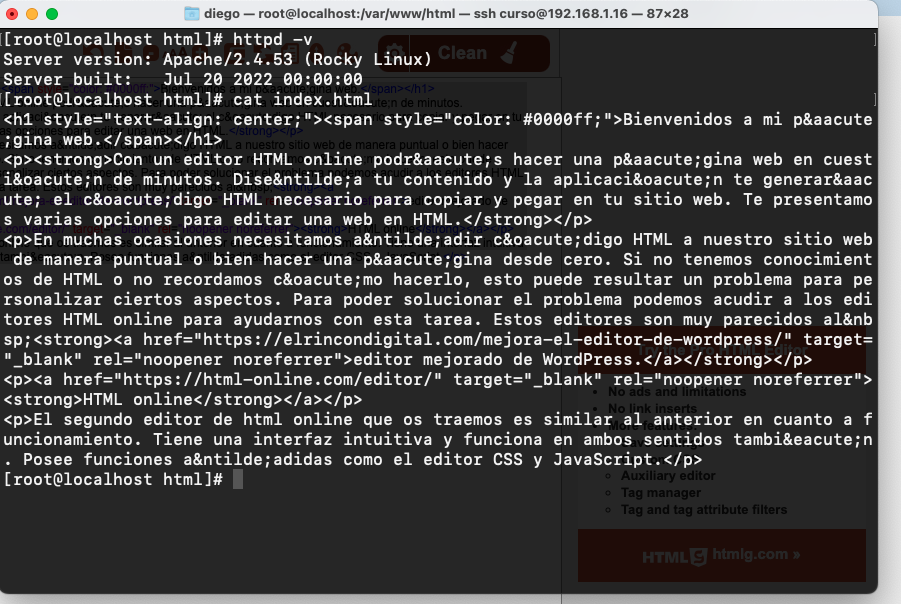 diego — root@localhost:/var/www/html — ssh curso@192.168.1.16 — 87×28
[[root@localhost html]# httpd -v ]
Server version: Apache/2.4.53 (Rocky Linux)
Server built:    Jul 20 2022 00:00:00
[[root@localhost html]# cat index.html ]
<h1 style="text-align: center;"><span style="color: #0000ff;">Bienvenidos a mi p&aacute
;gina web.</span></h1>
<p><strong>Con un editor HTML online podr&aacute;s hacer una p&aacute;gina web en cuest
i&oacute;n de minutos. Dise&ntilde;a tu contenido y la aplicaci&oacute;n te generar&aac
ute; el c&oacute;digo HTML necesario para copiar y pegar en tu sitio web. Te presentamo
s varias opciones para editar una web en HTML.</strong></p>
<p>En muchas ocasiones necesitamos a&ntilde;adir c&oacute;digo HTML a nuestro sitio web
 de manera puntual o bien hacer una p&aacute;gina desde cero. Si no tenemos conocimient
os de HTML o no recordamos c&oacute;mo hacerlo, esto puede resultar un problema para pe
rsonalizar ciertos aspectos. Para poder solucionar el problema podemos acudir a los edi
tores HTML online para ayudarnos con esta tarea. Estos editores son muy parecidos al&nb
sp;<strong><a href="https://elrincondigital.com/mejora-el-editor-de-wordpress/" target=
"_blank" rel="noopener noreferrer">editor mejorado de WordPress.</a></strong></p>
<p><a href="https://html-online.com/editor/" target="_blank" rel="noopener noreferrer">
<strong>HTML online</strong></a></p>
<p>El segundo editor de html online que os traemos es similar al anterior en cuanto a f
uncionamiento. Tiene una interfaz intuitiva y funciona en ambos sentidos tambi&eacute;n
. Posee funciones a&ntilde;adidas como el editor CSS y JavaScript.</p>
[root@localhost html]#
Clean
No ads and limitations
No link inserts
More features:
Auxiliary editor
Tag manager
Tag and tag attribute filters
HTMLG htmlg.com »